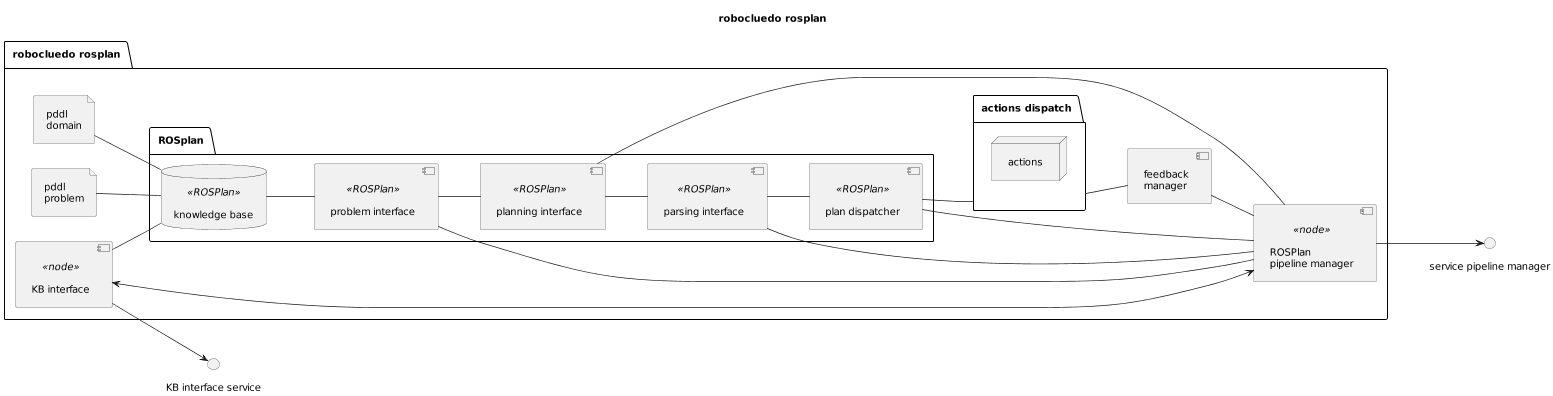 robocluedo rosplan
robocluedo rosplan
pddl
domain
pddl
problem
«node»
KB interface
ROSplan
«ROSPlan»
knowledge base
«ROSPlan»
problem interface
«ROSPlan»
planning interface
«ROSPlan»
parsing interface
«ROSPlan»
plan dispatcher
actions dispatch
actions
feedback
manager
«node»
ROSPlan
pipeline manager
service pipeline manager
KB interface service